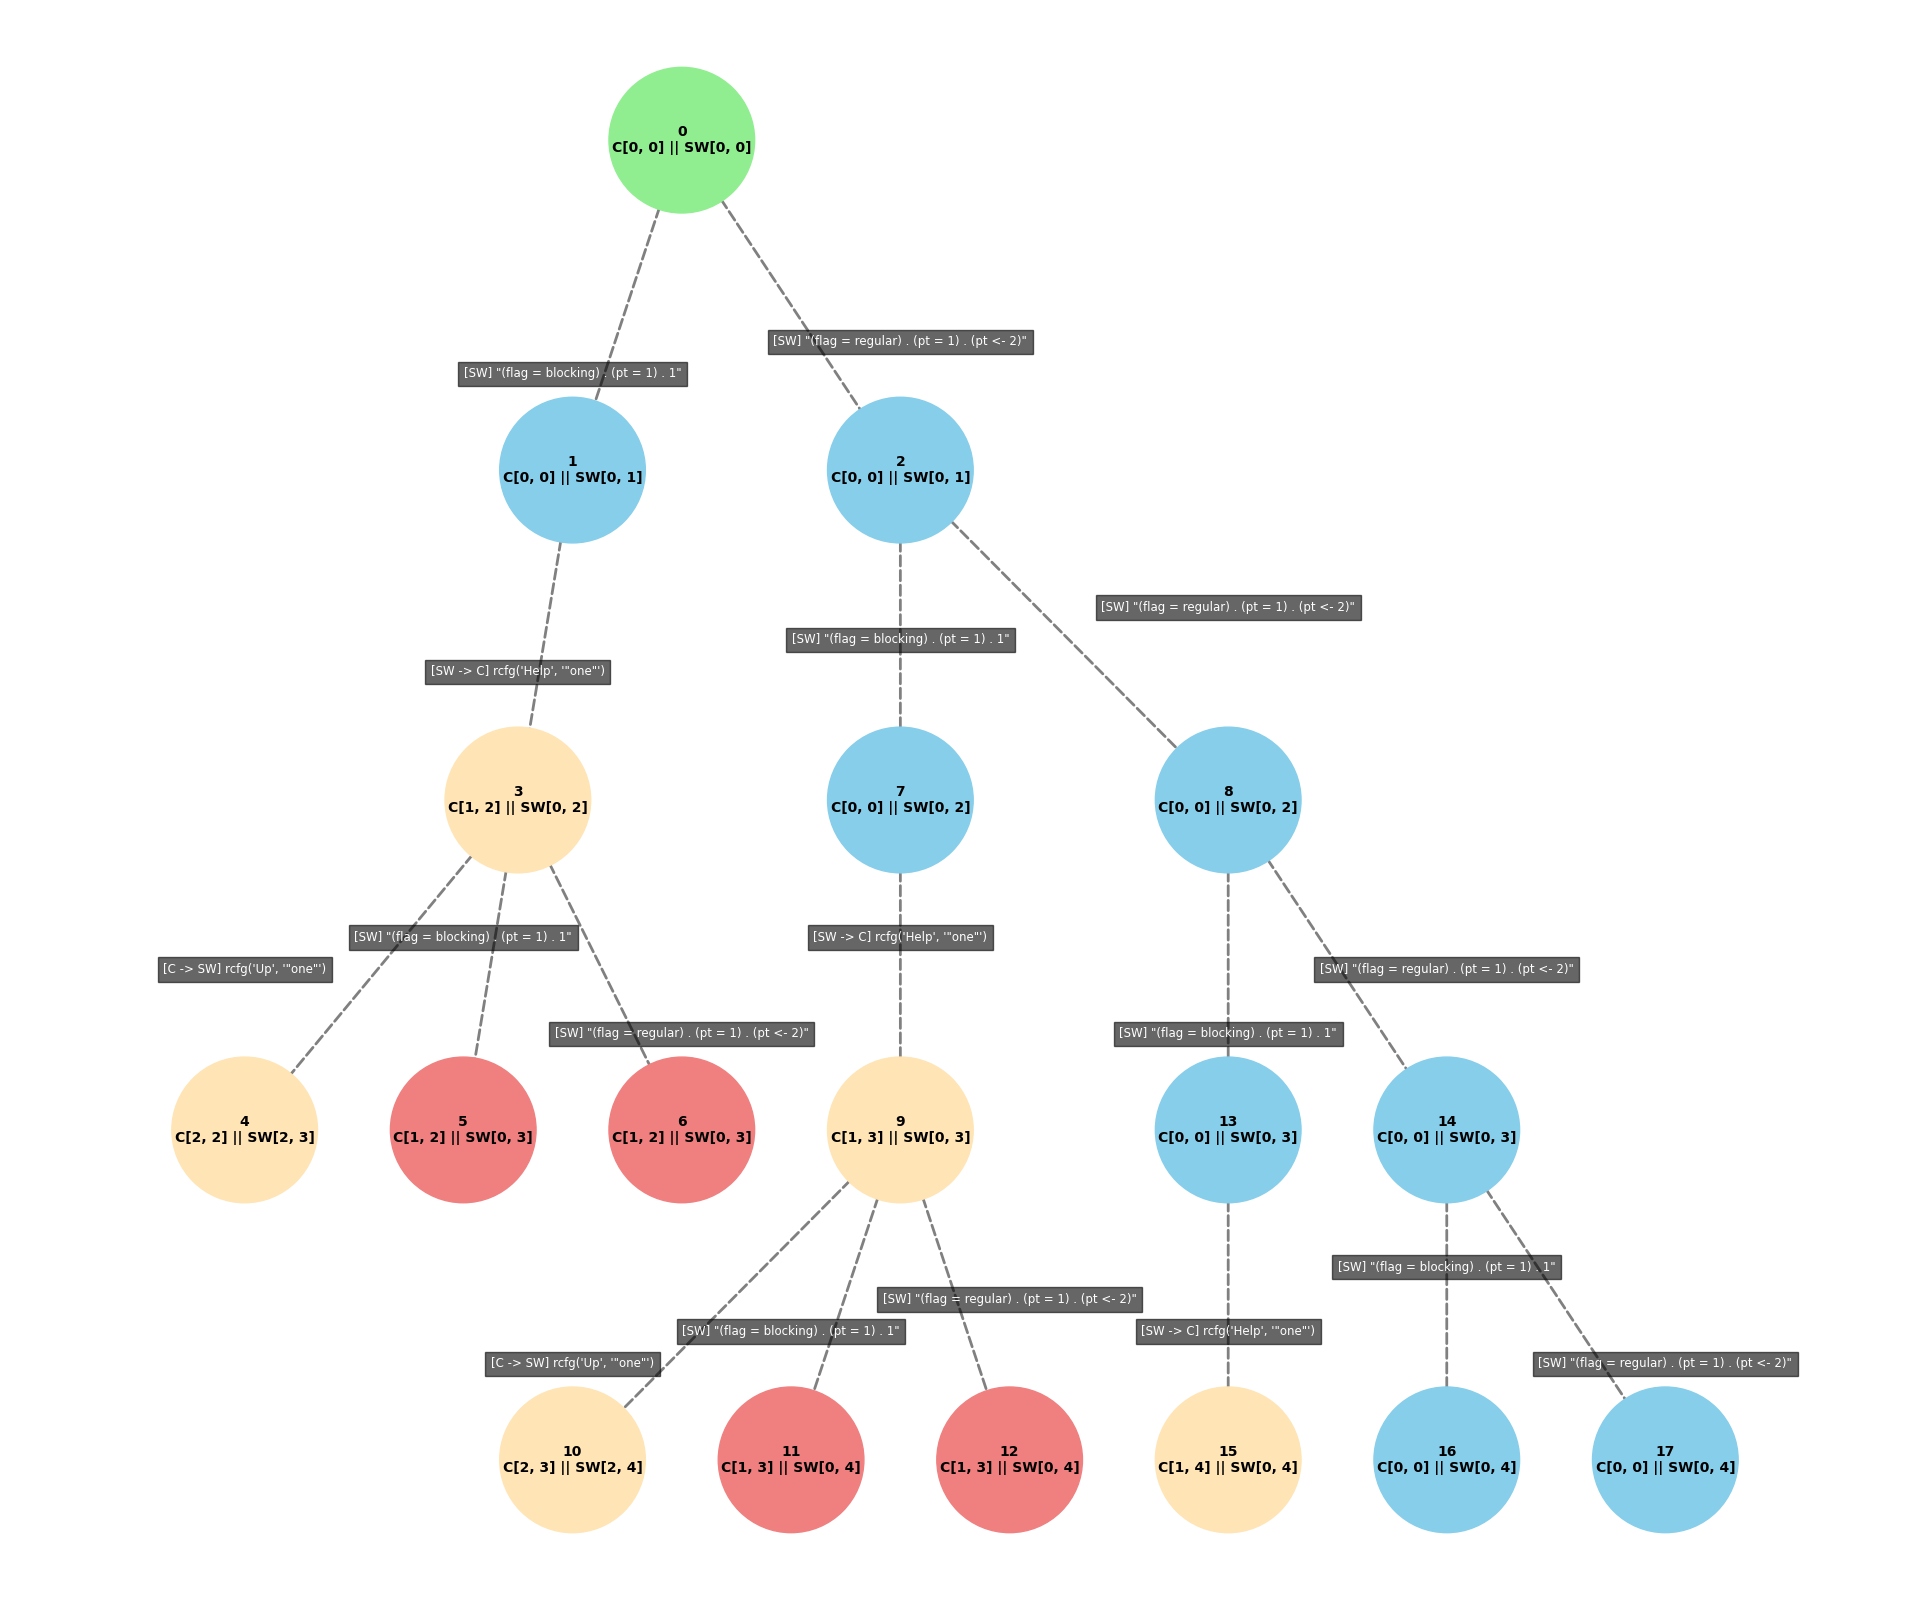 0
C[0, 0] || SW[0, 0]
[SW] "(flag = regular) . (pt = 1) . (pt <- 2)"
[SW] "(flag = blocking) . (pt = 1) . 1"
1
C[0, 0] || SW[0, 1]
2
C[0, 0] || SW[0, 1]
[SW] "(flag = regular) . (pt = 1) . (pt <- 2)"
[SW] "(flag = blocking) . (pt = 1) . 1"
[SW -> C] rcfg('Help', '"one"')
3
C[1, 2] || SW[0, 2]
7
C[0, 0] || SW[0, 2]
8
C[0, 0] || SW[0, 2]
[SW] "(flag = blocking) . (pt = 1) . 1"
[SW -> C] rcfg('Help', '"one"')
[C -> SW] rcfg('Up', '"one"')
[SW] "(flag = regular) . (pt = 1) . (pt <- 2)"
[SW] "(flag = regular) . (pt = 1) . (pt <- 2)"
[SW] "(flag = blocking) . (pt = 1) . 1"
4
C[2, 2] || SW[2, 3]
5
C[1, 2] || SW[0, 3]
6
C[1, 2] || SW[0, 3]
9
C[1, 3] || SW[0, 3]
13
C[0, 0] || SW[0, 3]
14
C[0, 0] || SW[0, 3]
[SW] "(flag = blocking) . (pt = 1) . 1"
[SW] "(flag = regular) . (pt = 1) . (pt <- 2)"
[SW] "(flag = blocking) . (pt = 1) . 1"
[SW -> C] rcfg('Help', '"one"')
[C -> SW] rcfg('Up', '"one"')
[SW] "(flag = regular) . (pt = 1) . (pt <- 2)"
10
C[2, 3] || SW[2, 4]
11
C[1, 3] || SW[0, 4]
12
C[1, 3] || SW[0, 4]
15
C[1, 4] || SW[0, 4]
16
C[0, 0] || SW[0, 4]
17
C[0, 0] || SW[0, 4]